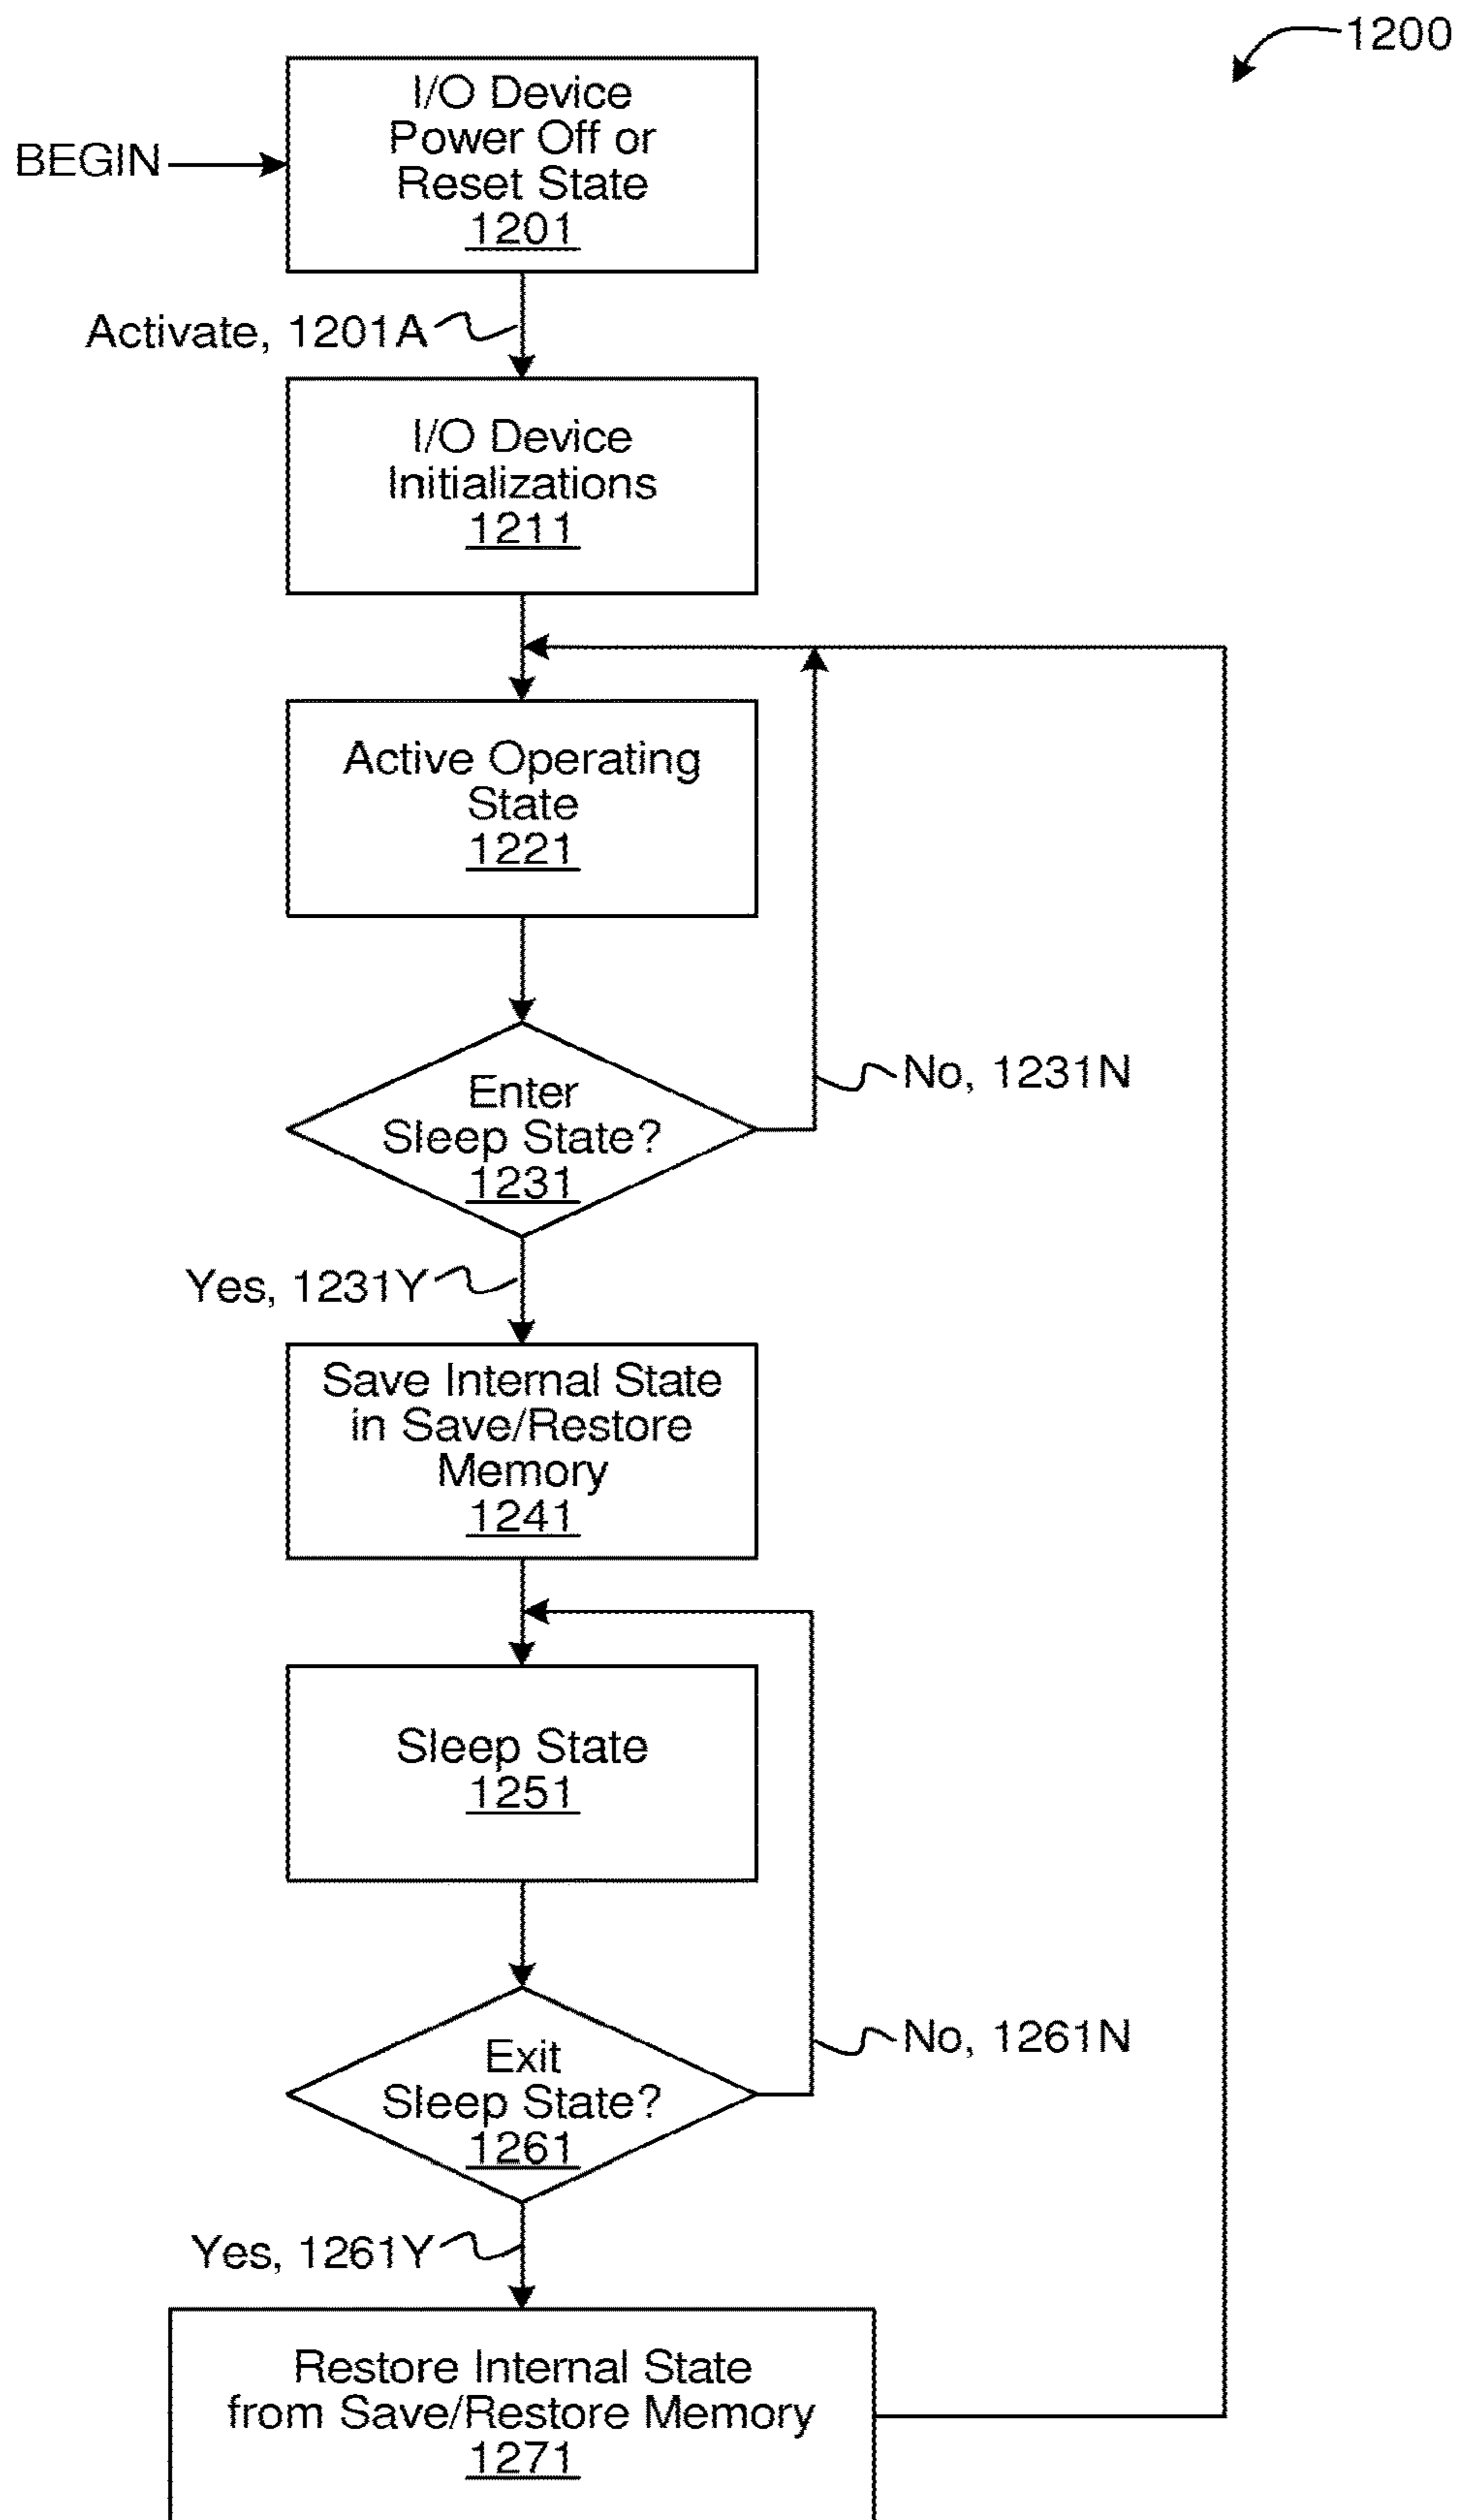 1200
I/O Device
Power Off or
Reset State
1201
BEGIN
Activate, 1201A
I/O Device
Initializations
1211
Active Operating
State
1221
Enter
Sleep State?
1231
No, 1231N
Yes, 1231Y
Save Internal State
in Save/Restore
Memory
1241
Sleep State
1251
Exit
Sleep State?
1261
No, 1261N
Yes, 1261Y
Restore Internal State
from Save/Restore Memory
1271